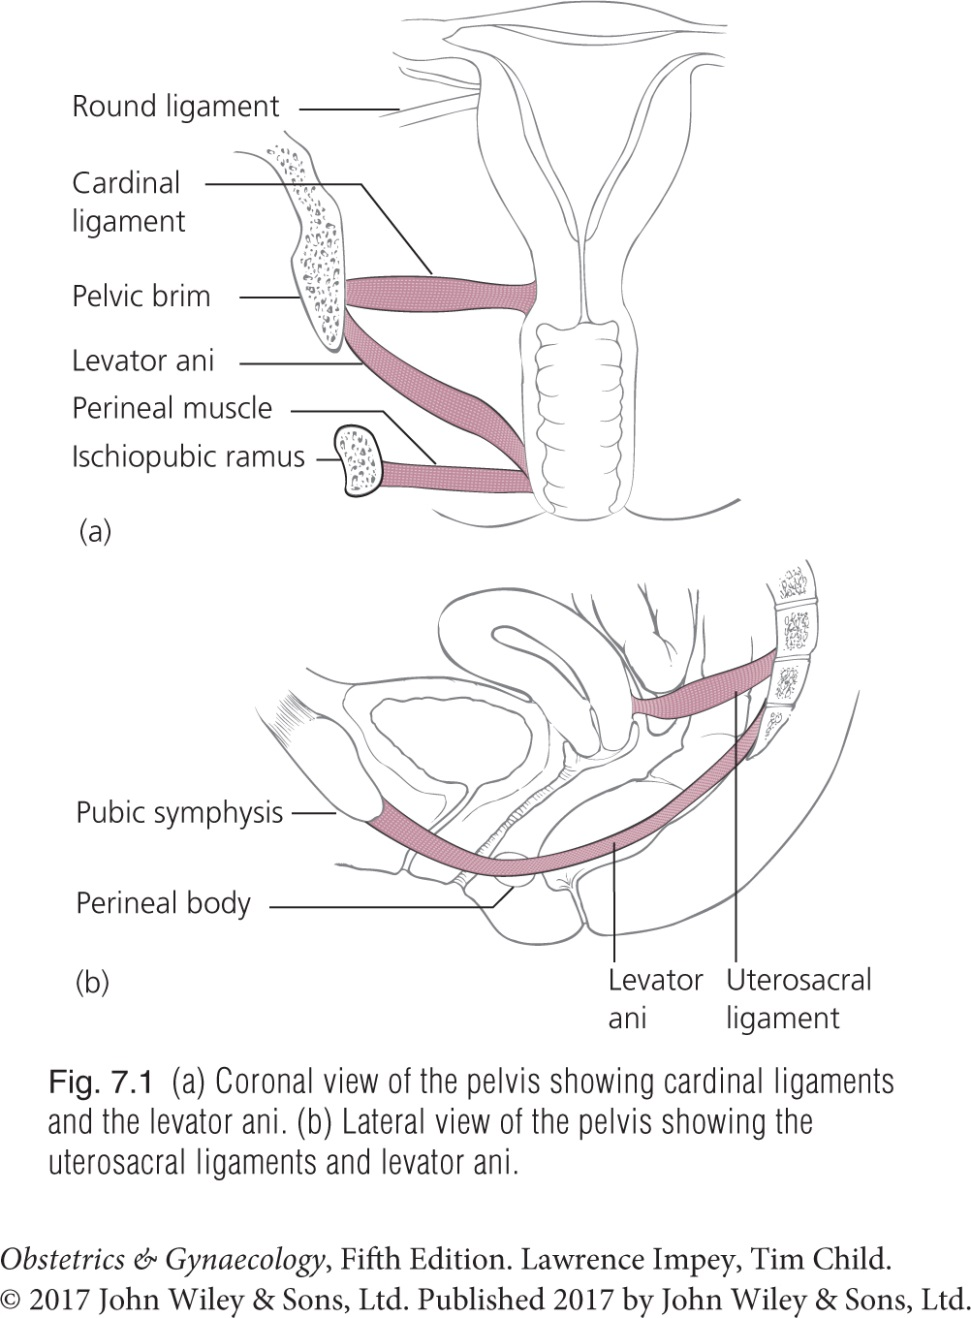 Round ligament
Cardinal
ligament
Pelvic brim
Levator ani
Perineal muscle
Ischiopubic ramus
(a)
Pubic symphysis
Perineal body
(b)
Levator
ani
Uterosacral
ligament
Fig. 7.1 (a) Coronal view of the pelvis showing cardinal ligaments
and the levator ani. (b) Lateral view of the pelvis showing the
uterosacral ligaments and levator ani.
Obstetrics & Gynaecology, Fifth Edition. Lawrence Impey, Tim Child.
© 2017 John Wiley & Sons, Ltd. Published 2017 by John Wiley & Sons, Ltd.